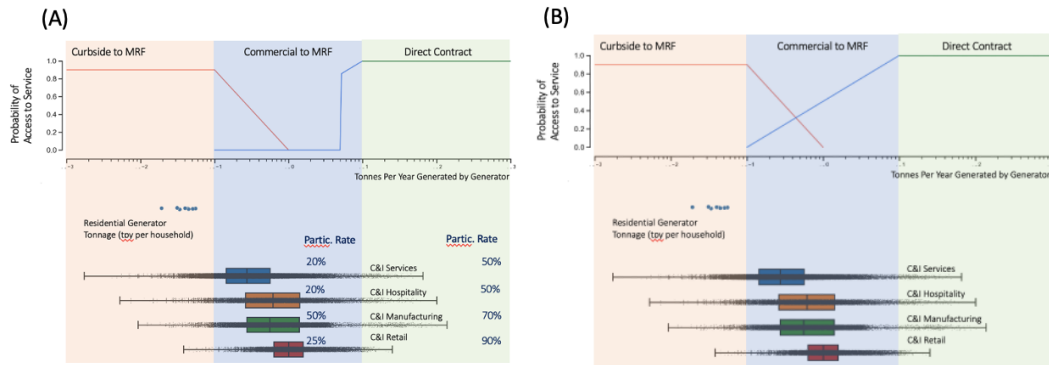 (A)
Curbside to MRF
Commercial to MRF
Direct Contract
Probability of
Access to Service
1.0
0.8
0.6
0.4
0.2
0.0
Tonnes Per Year Generated by Generator
Residential Generator
Tonnage (tpy per household)
Partic. Rate
Partic. Rate
20%
C&I Services
50%
20%
C&I Hospitality
50%
50%
C&I Manufacturing
70%
25%
C&I Retail
90%
(B)
Curbside to MRF
Commercial to MRF
Direct Contract
Probability of
Access to Service
1.0
0.8
0.6
0.4
0.2
0.0
Tonnes Per Year Generated by Generator
Residential Generator
Tonnage (tpy per household)
C&I Services
C&I Hospitality
C&I Manufacturing
C&I Retail